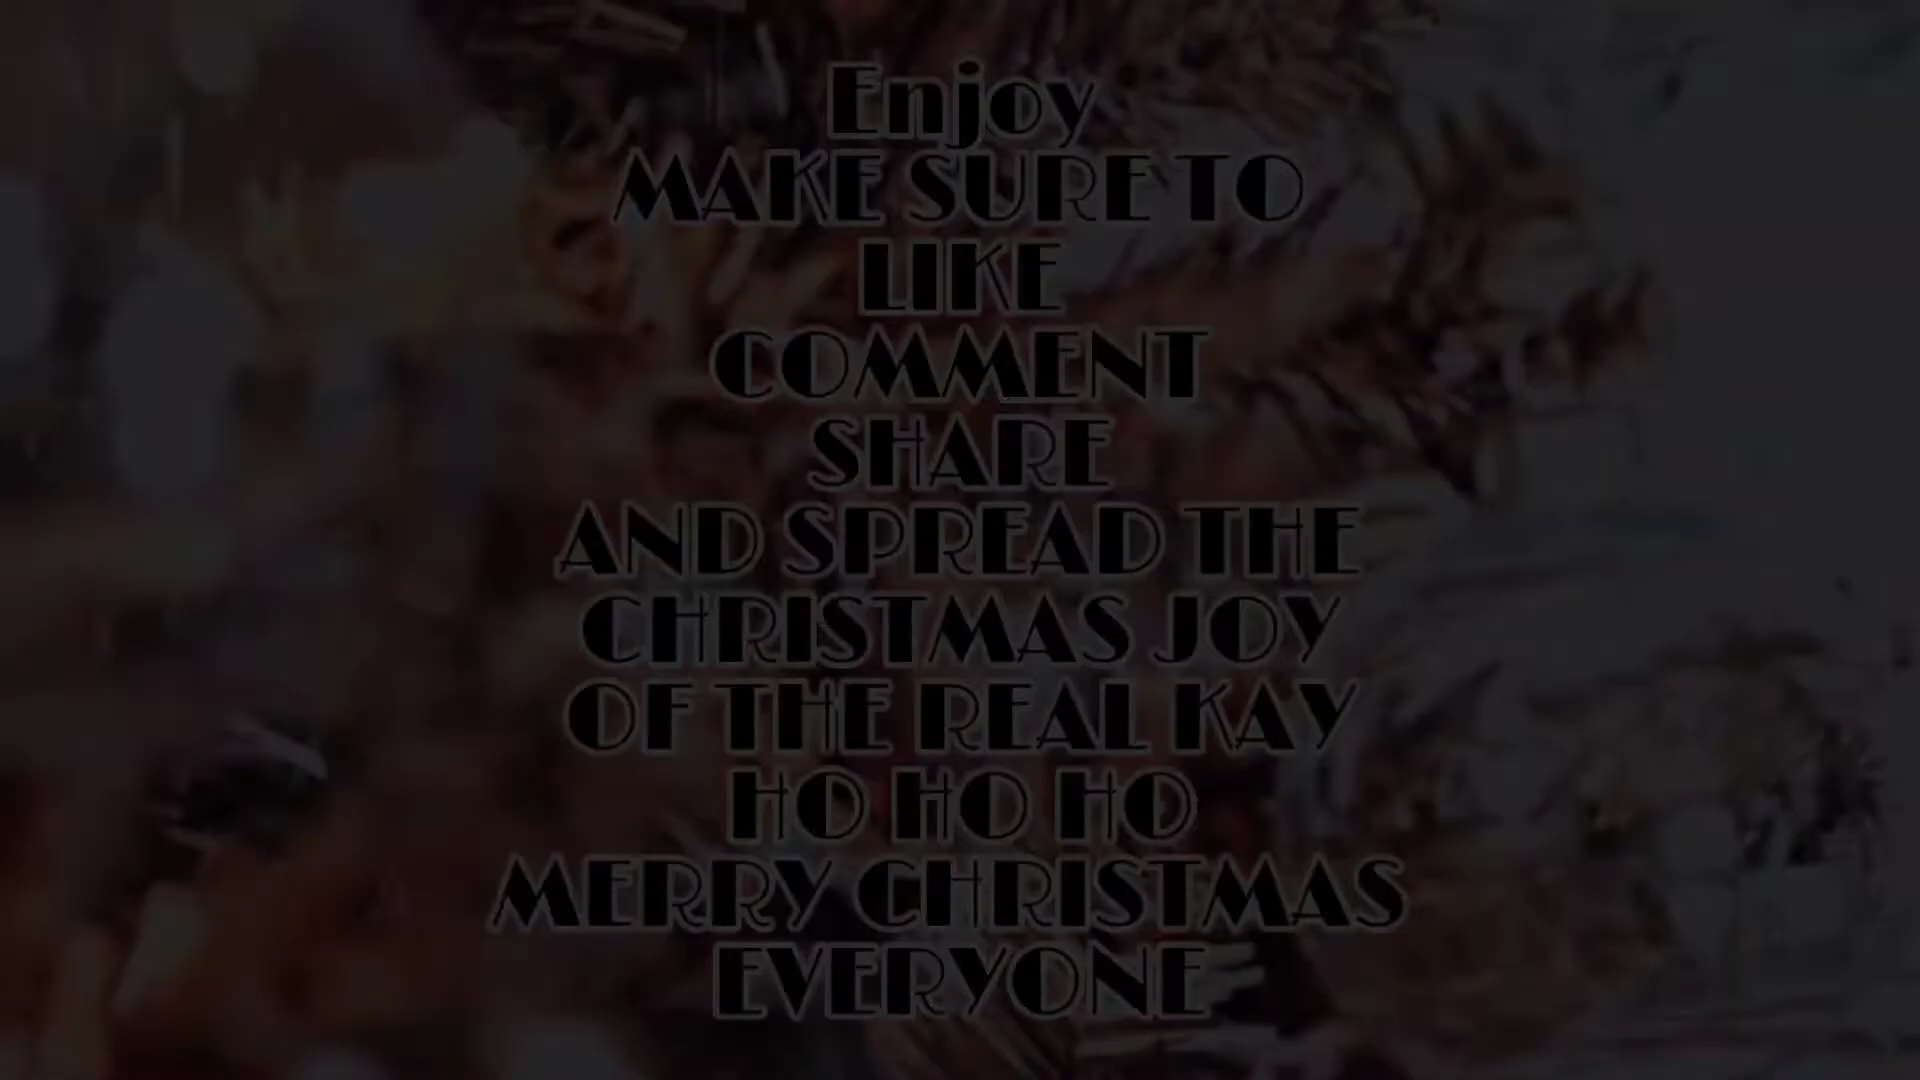 Enjoy
MAKE SURE TO
LIKE
COMMENT
SHARE
AND SPREAD THE
CHRISTMAS JOY
OF THE REAL KAY
HO HO HO
MERRY CHRISTMAS
EVERYONE